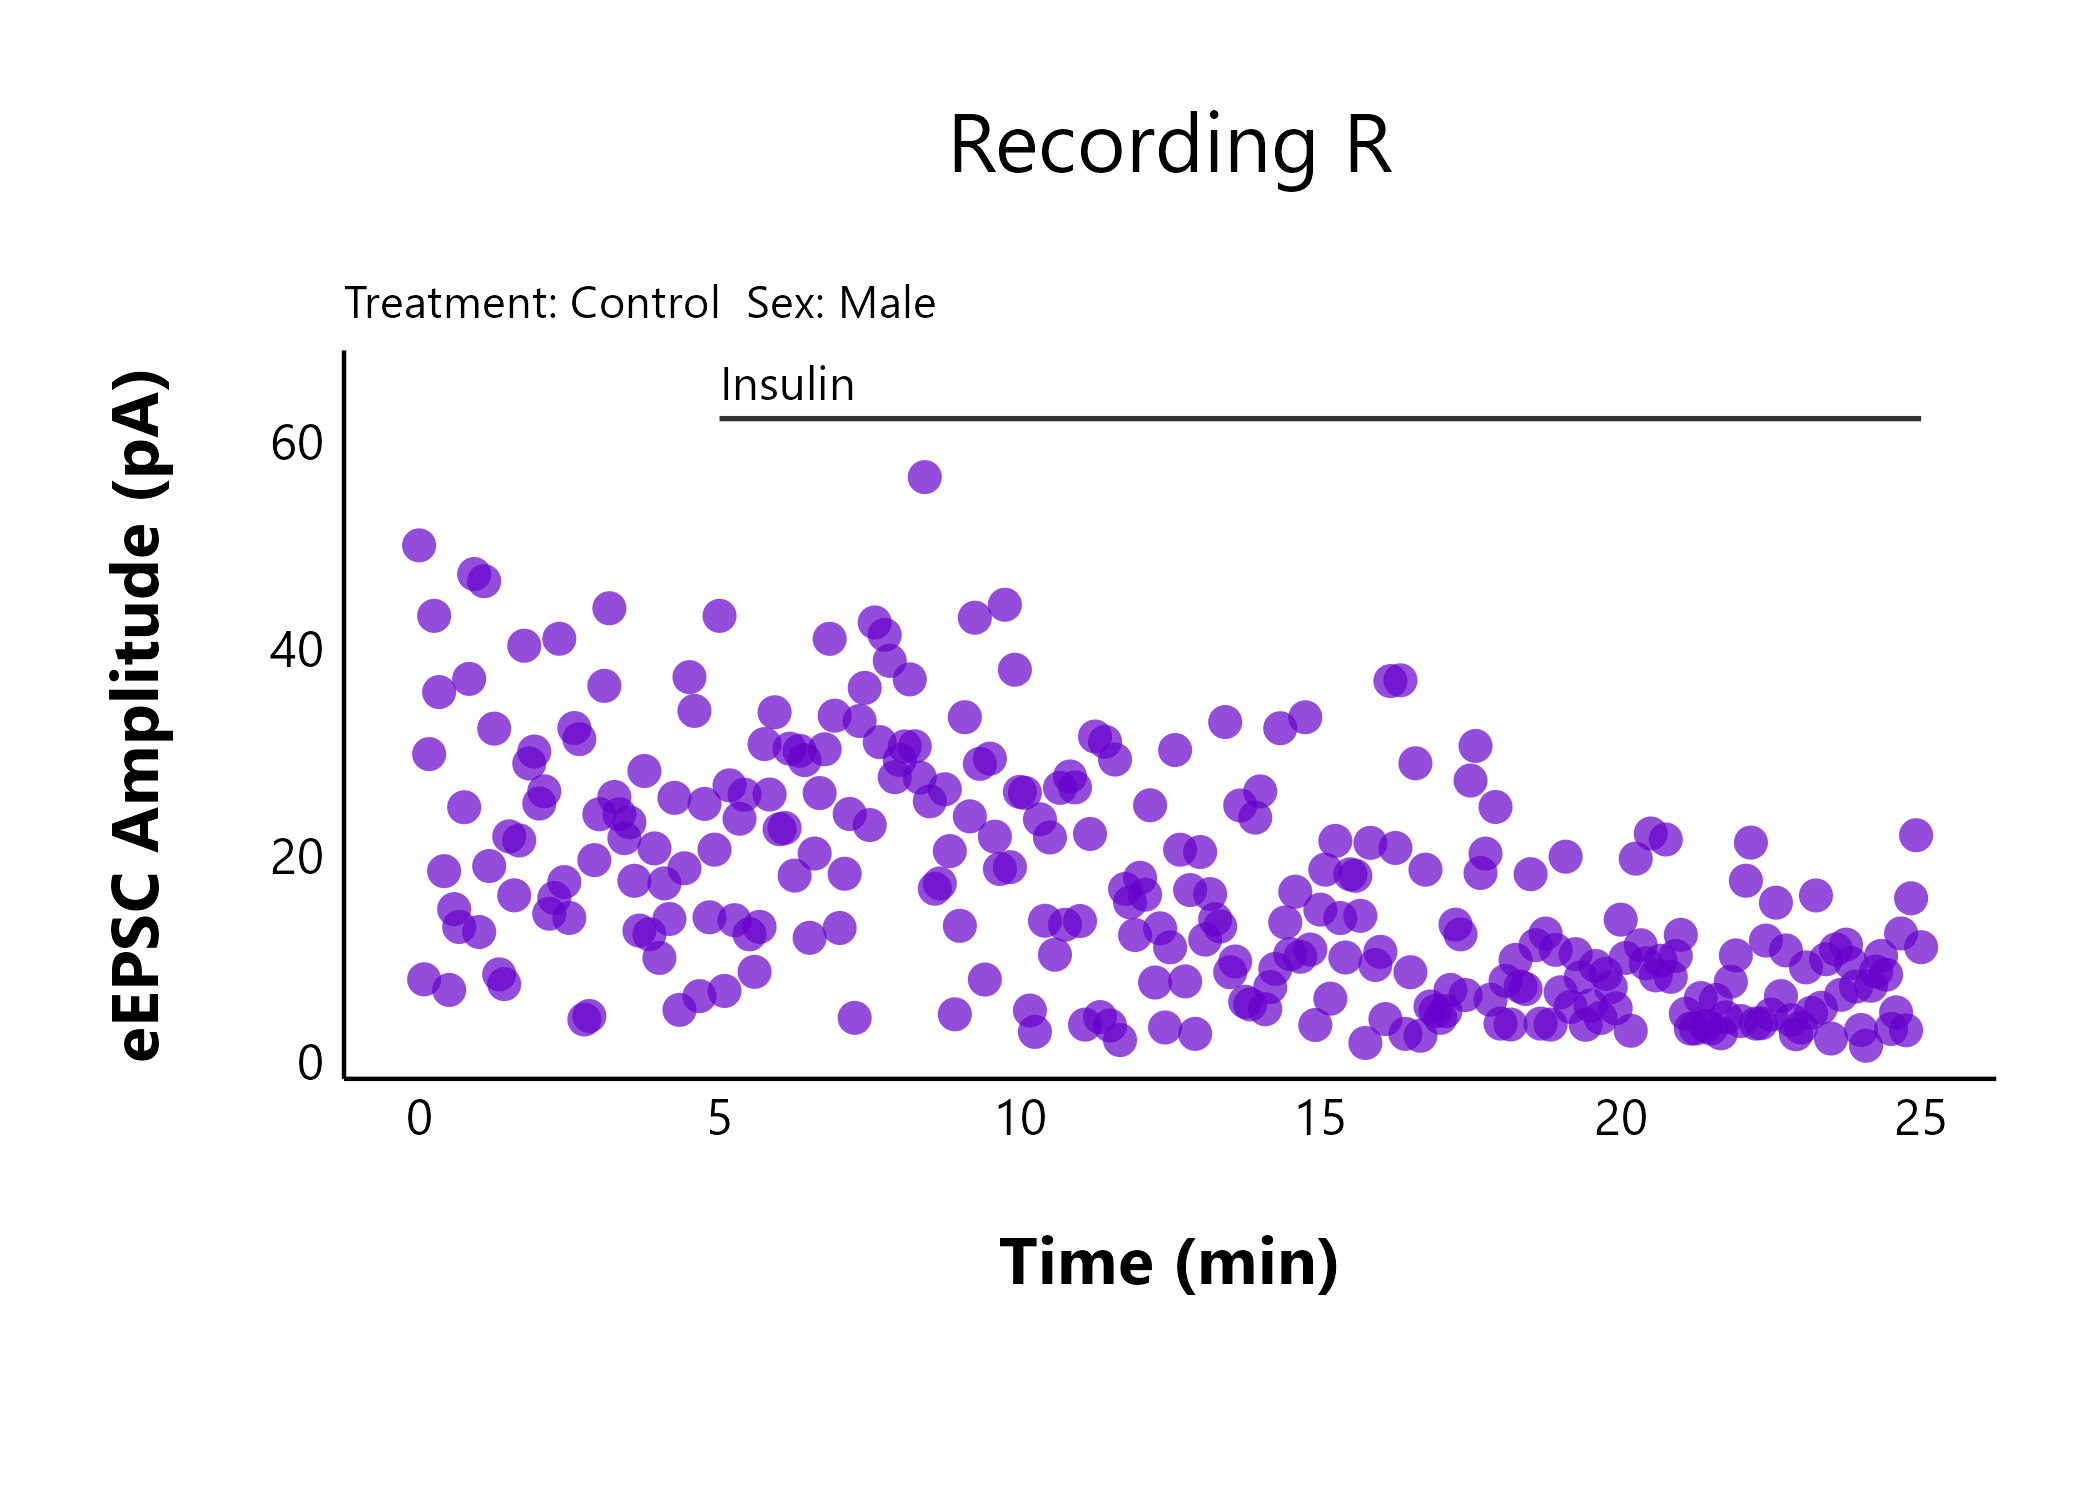 Recording R
Treatment: Control  Sex: Male
Insulin
eEPSC Amplitude (pA)
60
40
20
0
0 5 10 15 20 25
Time (min)